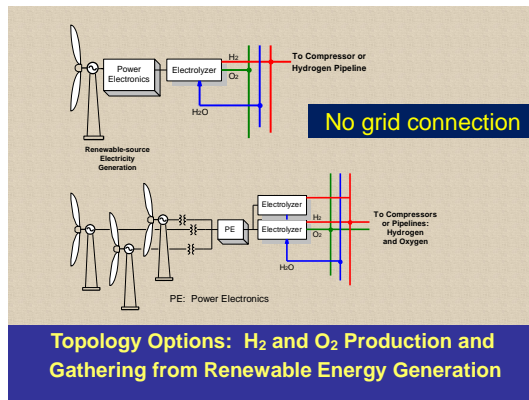 Power
Electronics
Electrolyzer
H₂
O₂
H₂O
To Compressor or
Hydrogen Pipeline
Renewable-source
Electricity
Generation
No grid connection
PE
Electrolyzer
Electrolyzer
H₂
O₂
H₂O
To Compressors
or Pipelines:
Hydrogen
and Oxygen
PE: Power Electronics
Topology Options: H₂ and O₂ Production and
Gathering from Renewable Energy Generation